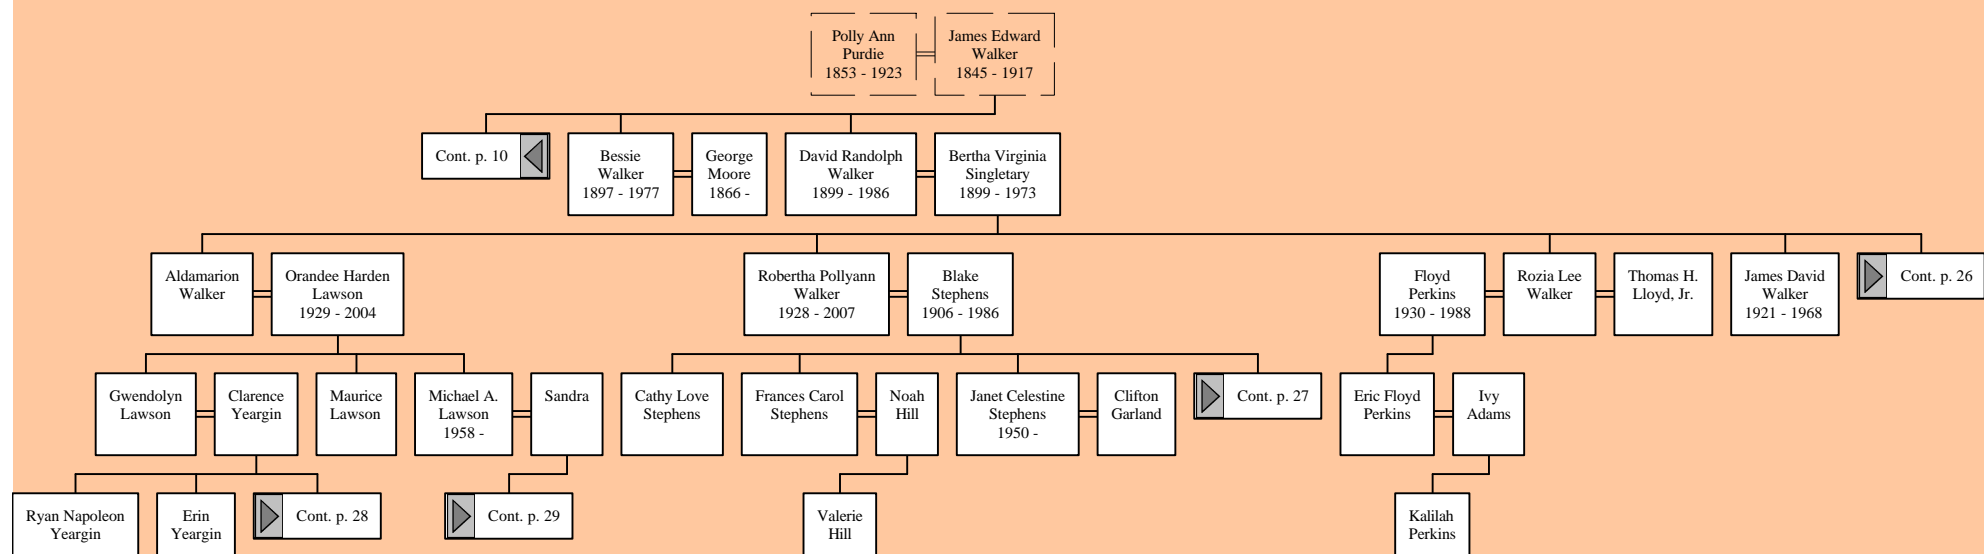 Polly Ann
Purdie
1853 - 1923
James Edward
Walker
1845 - 1917
Cont. p. 10
Bessie
Walker
1897 - 1977
George
Moore
1866 -
David Randolph
Walker
1899 - 1986
Bertha Virginia
Singletary
1899 - 1973
Aldamarion
Walker
Orandee Harden
Lawson
1929 - 2004
Robertha Pollyann
Walker
1928 - 2007
Blake
Stephens
1906 - 1986
Floyd
Perkins
1930 - 1988
Rozia Lee
Walker
Thomas H.
Lloyd, Jr.
James David
Walker
1921 - 1968
Cont. p. 26
Gwendolyn
Lawson
Clarence
Yeargin
Maurice
Lawson
Michael A.
Lawson
1958 -
Sandra
Cathy Love
Stephens
Frances Carol
Stephens
Noah
Hill
Janet Celestine
Stephens
1950 -
Clifton
Garland
Cont. p. 27
Eric Floyd
Perkins
Ivy
Adams
Ryan Napoleon
Yeargin
Erin
Yeargin
Cont. p. 28
Cont. p. 29
Valerie
Hill
Kalilah
Perkins